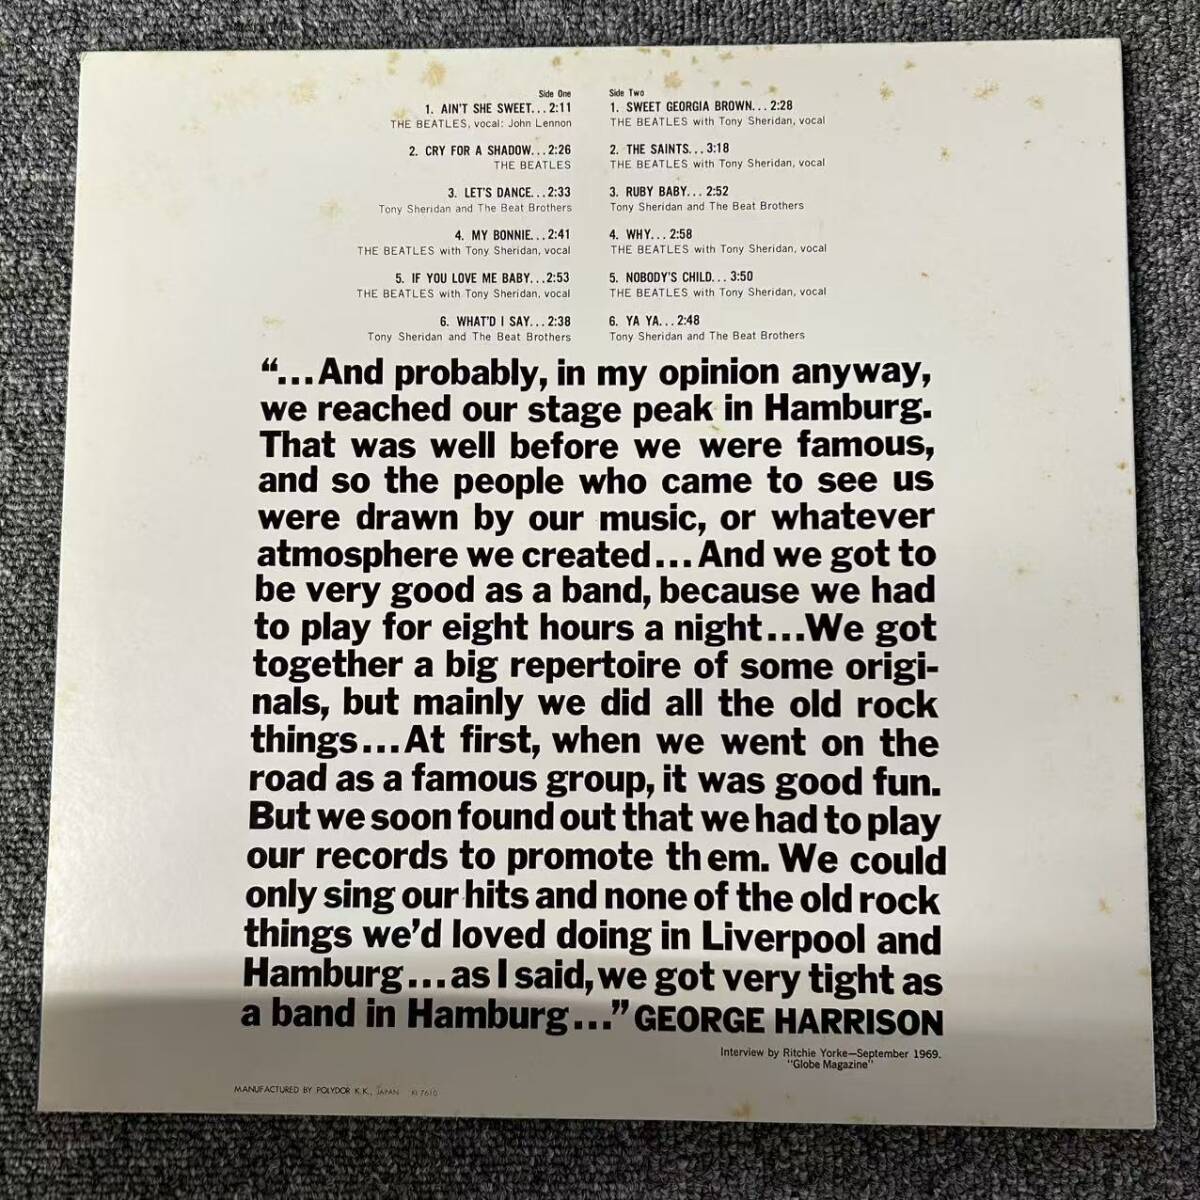 Side One
1. AIN'T SHE SWEET...2:11
THE BEATLES, vocal: John Lennon
2. CRY FOR A SHADOW...2:26
THE BEATLES
3. LET'S DANCE...2:33
Tony Sheridan and The Beat Brothers
4. MY BONNIE...2:41
THE BEATLES with Tony Sheridan, vocal
5. IF YOU LOVE ME BABY...2:53
THE BEATLES with Tony Sheridan, vocal
6. WHAT'D I SAY...2:38
Tony Sheridan and The Beat Brothers
Side Two
1. SWEET GEORGIA BROWN...2:28
THE BEATLES with Tony Sheridan, vocal
2. THE SAINTS...3:18
THE BEATLES with Tony Sheridan, vocal
3. RUBY BABY...2:52
Tony Sheridan and The Beat Brothers
4. WHY...2:58
THE BEATLES with Tony Sheridan, vocal
5. NOBODY'S CHILD...3:50
THE BEATLES with Tony Sheridan, vocal
6. YA YA...2:48
Tony Sheridan and The Beat Brothers
“...And probably, in my opinion anyway,
we reached our stage peak in Hamburg.
That was well before we were famous,
and so the people who came to see us
were drawn by our music, or whatever
atmosphere we created...And we got to
be very good as a band, because we had
to play for eight hours a night...We got
together a big repertoire of some origi-
nals, but mainly we did all the old rock
things...At first, when we went on the
road as a famous group, it was good fun.
But we soon found out that we had to play
our records to promote them. We could
only sing our hits and none of the old rock
things we'd loved doing in Liverpool and
Hamburg...as I said, we got very tight as
a band in Hamburg...” GEORGE HARRISON
Interview by Ritchie Yorke—September 1969.
"Globe Magazine"
MANUFACTURED BY POLYDOR K.K., JAPAN KI 7610